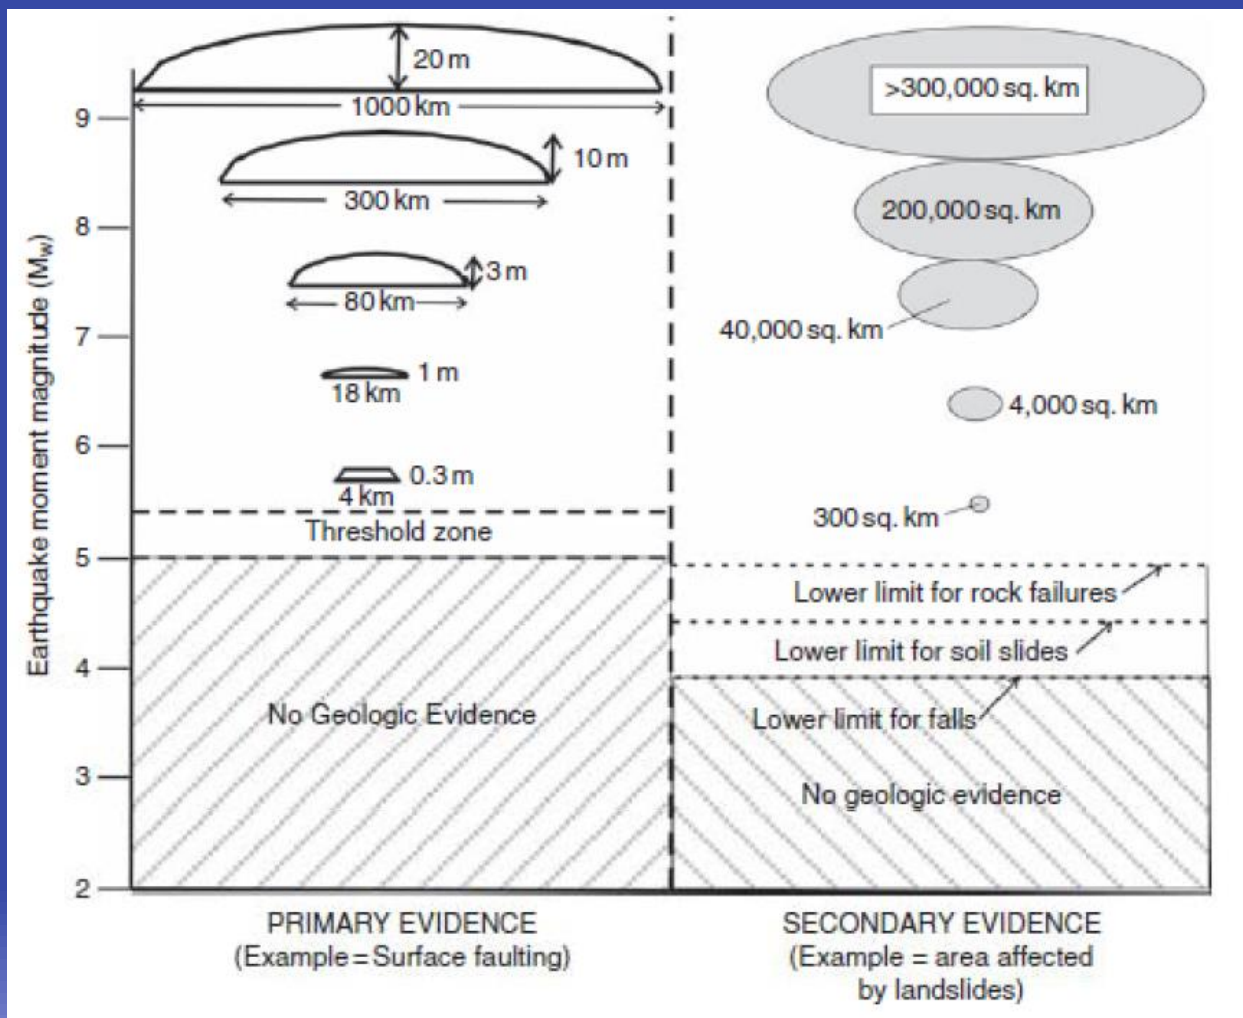 20 m
1000 km
10 m
300 km
3 m
80 km
1 m
18 km
0.3 m
4 km
Threshold zone
No Geologic Evidence
>300,000 sq. km
200,000 sq. km
40,000 sq. km
4,000 sq. km
300 sq. km
Lower limit for rock failures
Lower limit for soil slides
Lower limit for falls
No geologic evidence
Earthquake moment magnitude (Mw)
9
8
7
6
5
4
3
2
PRIMARY EVIDENCE
(Example = Surface faulting)
SECONDARY EVIDENCE
(Example = area affected
by landslides)